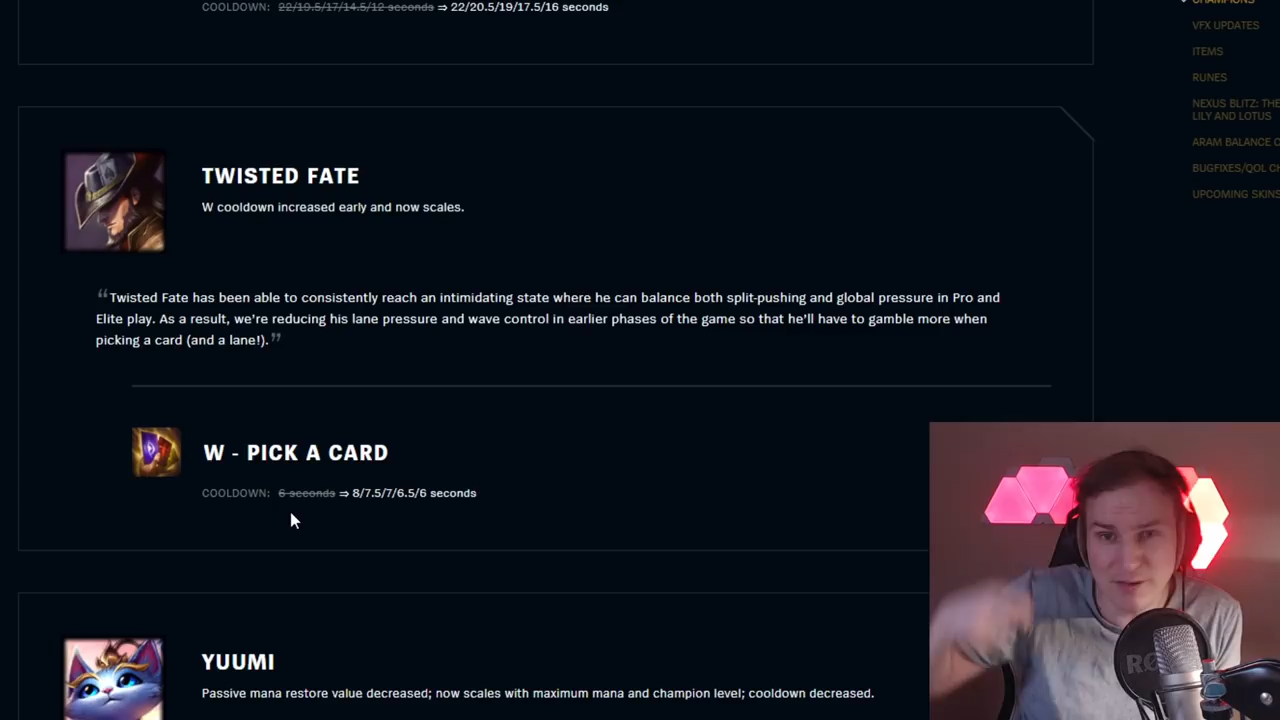 COOLDOWN: 22/19.5/17/14.5/12 seconds ⇒ 22/20.5/19/17.5/16 seconds
CHAMPIONS
VFX UPDATES
ITEMS
RUNES
NEXUS BLITZ: THE
LILY AND LOTUS
ARAM BALANCE C
BUGFIXES/QOL CH
UPCOMING SKINS
TWISTED FATE
W cooldown increased early and now scales.
“Twisted Fate has been able to consistently reach an intimidating state where he can balance both split-pushing and global pressure in Pro and
Elite play. As a result, we’re reducing his lane pressure and wave control in earlier phases of the game so that he’ll have to gamble more when
picking a card (and a lane!). ”
W - PICK A CARD
COOLDOWN: 6 seconds ⇒ 8/7.5/7/6.5/6 seconds
YUUMI
Passive mana restore value decreased; now scales with maximum mana and champion level; cooldown decreased.